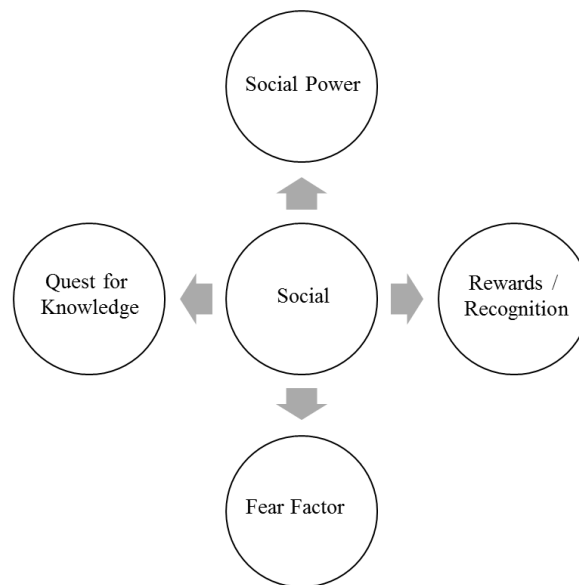 Social Power
Quest for
Knowledge
Social
Rewards /
Recognition
Fear Factor